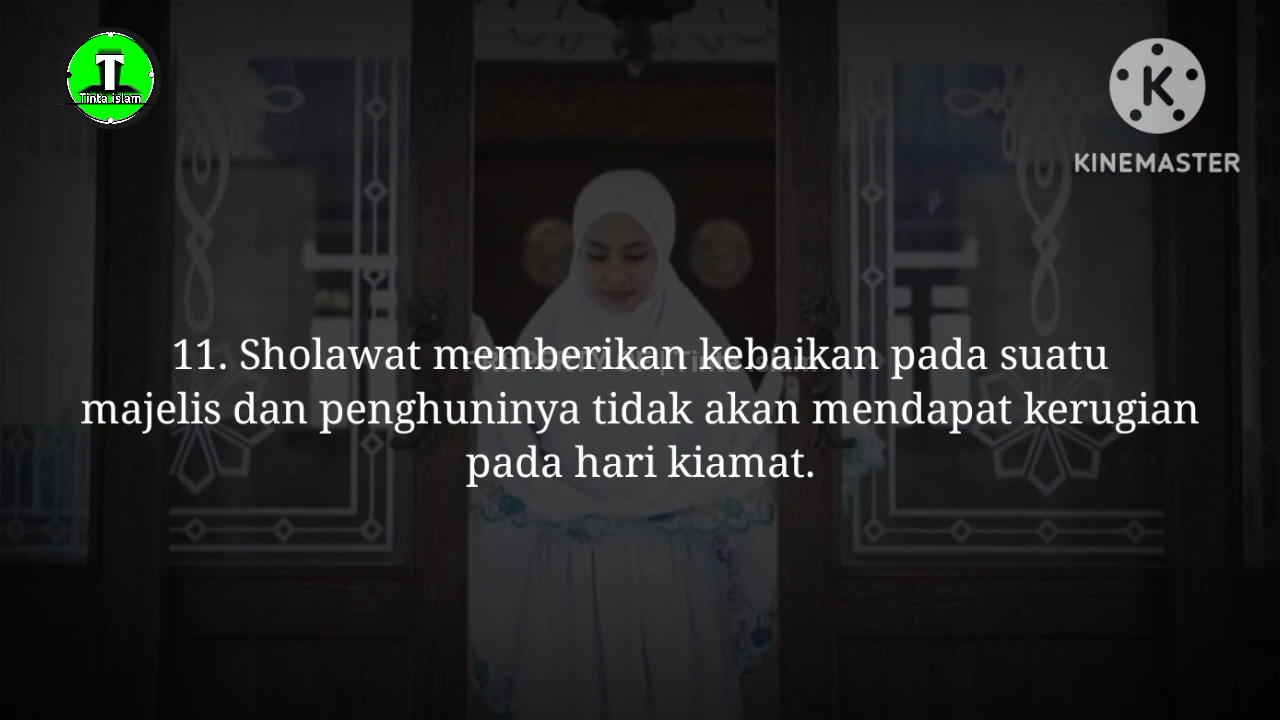 T
Tinta islam
K
KINEMASTER
11. Sholawat memberikan kebaikan pada suatu
majelis dan penghuninya tidak akan mendapat kerugian
pada hari kiamat.